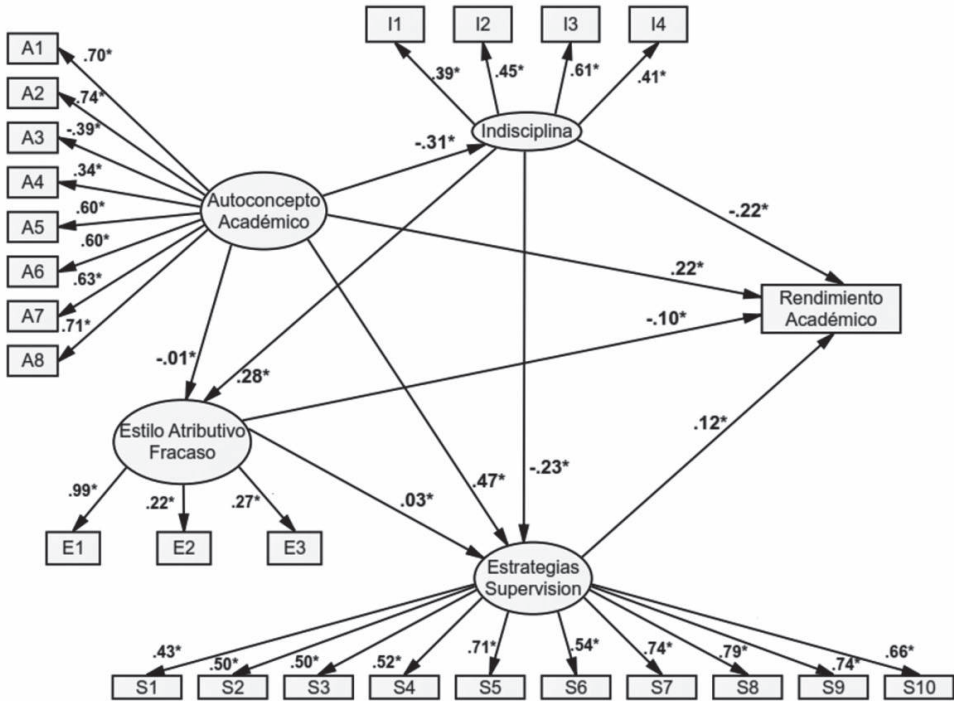 I1
I2
I3
I4
.39*
.45*
.61*
.41*
Indisciplina
A1
A2
A3
A4
A5
A6
A7
A8
.70*
.74*
-.39*
.34*
.60*
.60*
.63*
.71*
Autoconcepto
Académico
-.31*
-.22*
.22*
Rendimiento
Académico
-.10*
-.01*
.28*
Estilo Atributivo
Fracaso
.12*
.47*
-.23*
.03*
.99*
.22*
.27*
E1
E2
E3
Estrategias
Supervision
.43*
.50*
.50*
.52*
.71*
.54*
.74*
.79*
.74*
.66*
S1
S2
S3
S4
S5
S6
S7
S8
S9
S10